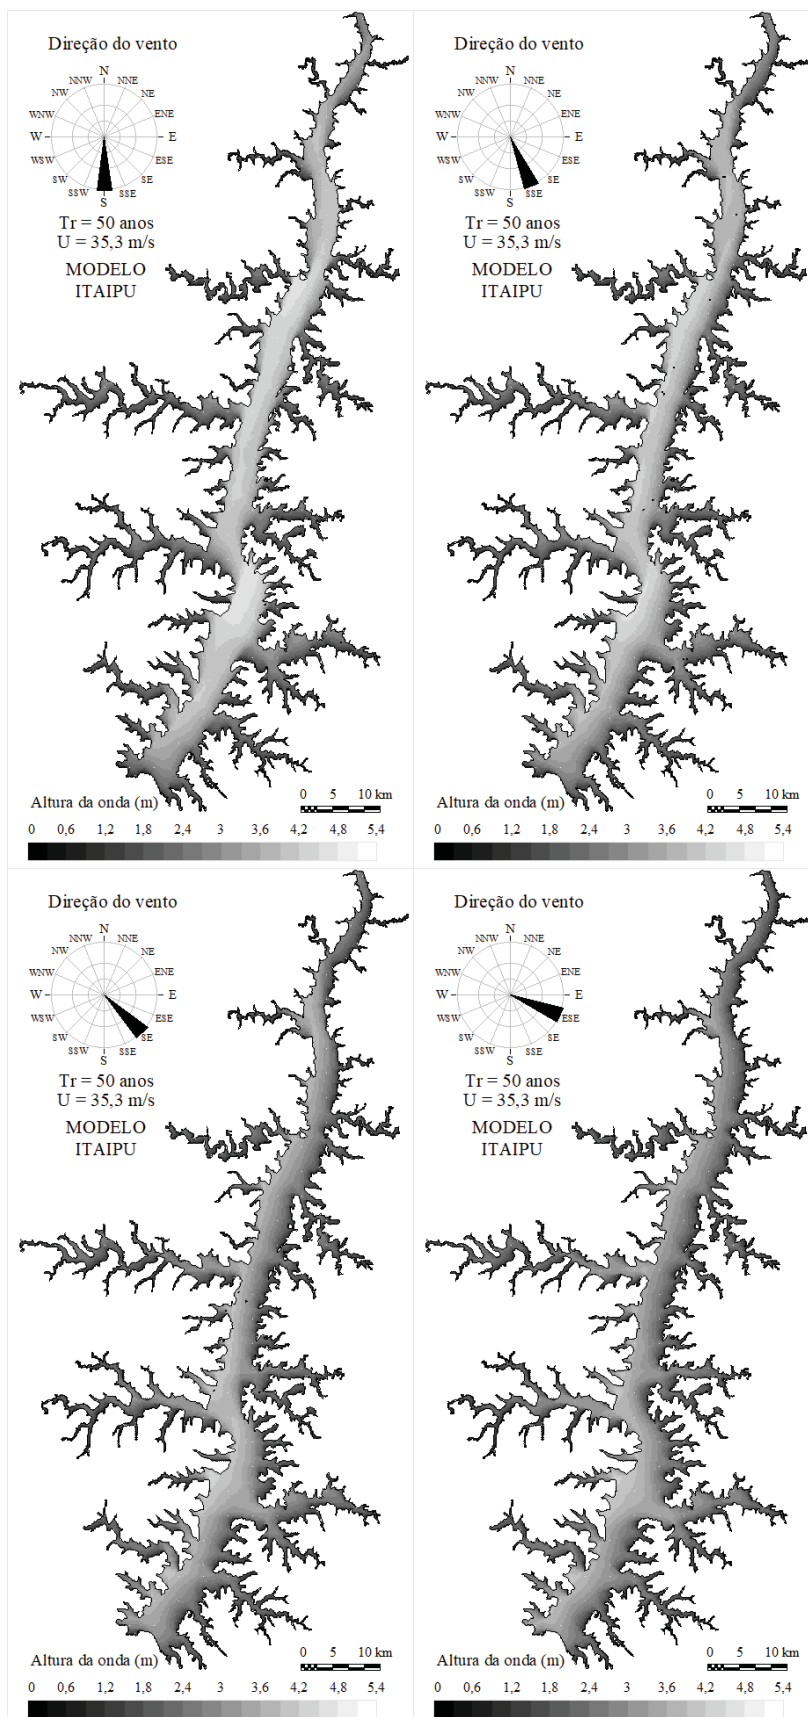 Direção do vento
N
NNW NNE
NW NE
WNW ENE
W E
WSW ESE
SW SE
SSW SSE
S
Tr = 50 anos
U = 35,3 m/s
MODELO
ITAIPU
Altura da onda (m)
0 5 10 km
0 0,6 1,2 1,8 2,4 3 3,6 4,2 4,8 5,4
Direção do vento
N
NNW NNE
NW NE
WNW ENE
W E
WSW ESE
SW SE
SSW SSE
S
Tr = 50 anos
U = 35,3 m/s
MODELO
ITAIPU
Altura da onda (m)
0 5 10 km
0 0,6 1,2 1,8 2,4 3 3,6 4,2 4,8 5,4
Direção do vento
N
NNW NNE
NW NE
WNW ENE
W E
WSW ESE
SW SE
SSW SSE
S
Tr = 50 anos
U = 35,3 m/s
MODELO
ITAIPU
Altura da onda (m)
0 5 10 km
0 0,6 1,2 1,8 2,4 3 3,6 4,2 4,8 5,4
Direção do vento
N
NNW NNE
NW NE
WNW ENE
W E
WSW ESE
SW SE
SSW SSE
S
Tr = 50 anos
U = 35,3 m/s
MODELO
ITAIPU
Altura da onda (m)
0 5 10 km
0 0,6 1,2 1,8 2,4 3 3,6 4,2 4,8 5,4